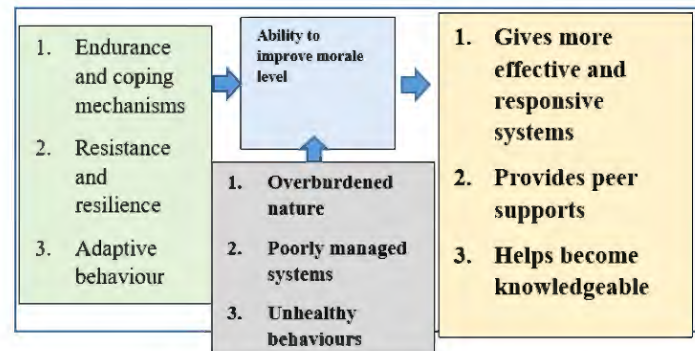 1. Endurance
and coping
mechanisms
2. Resistance
and
resilience
3. Adaptive
behaviour
Ability to
improve morale
level
1. Overburdened
nature
2. Poorly managed
systems
3. Unhealthy
behaviours
1. Gives more
effective and
responsive
systems
2. Provides peer
supports
3. Helps become
knowledgeable